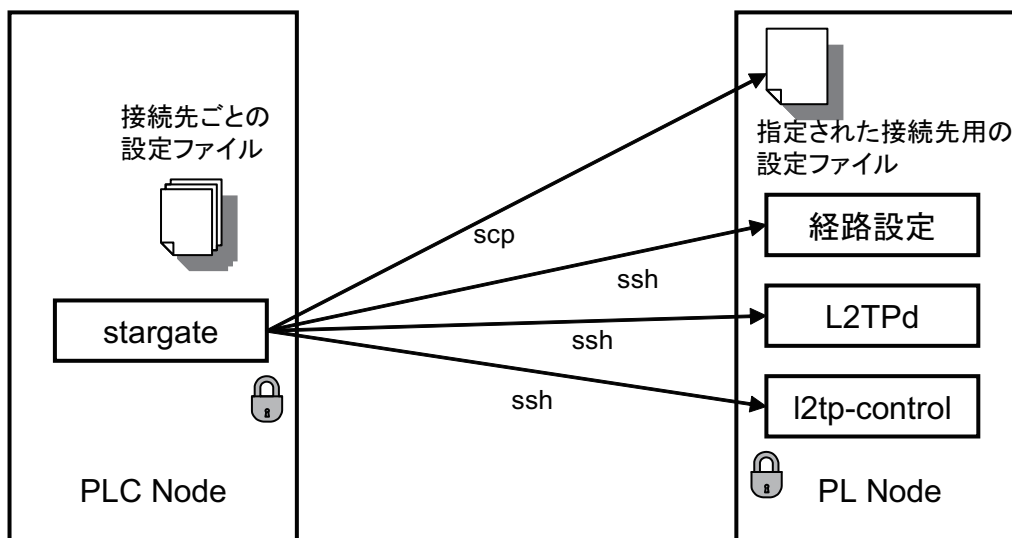 接続先ごとの
設定ファイル
stargate
PLC Node
scp
ssh
ssh
ssh
指定された接続先用の
設定ファイル
経路設定
L2TPd
l2tp-control
PL Node